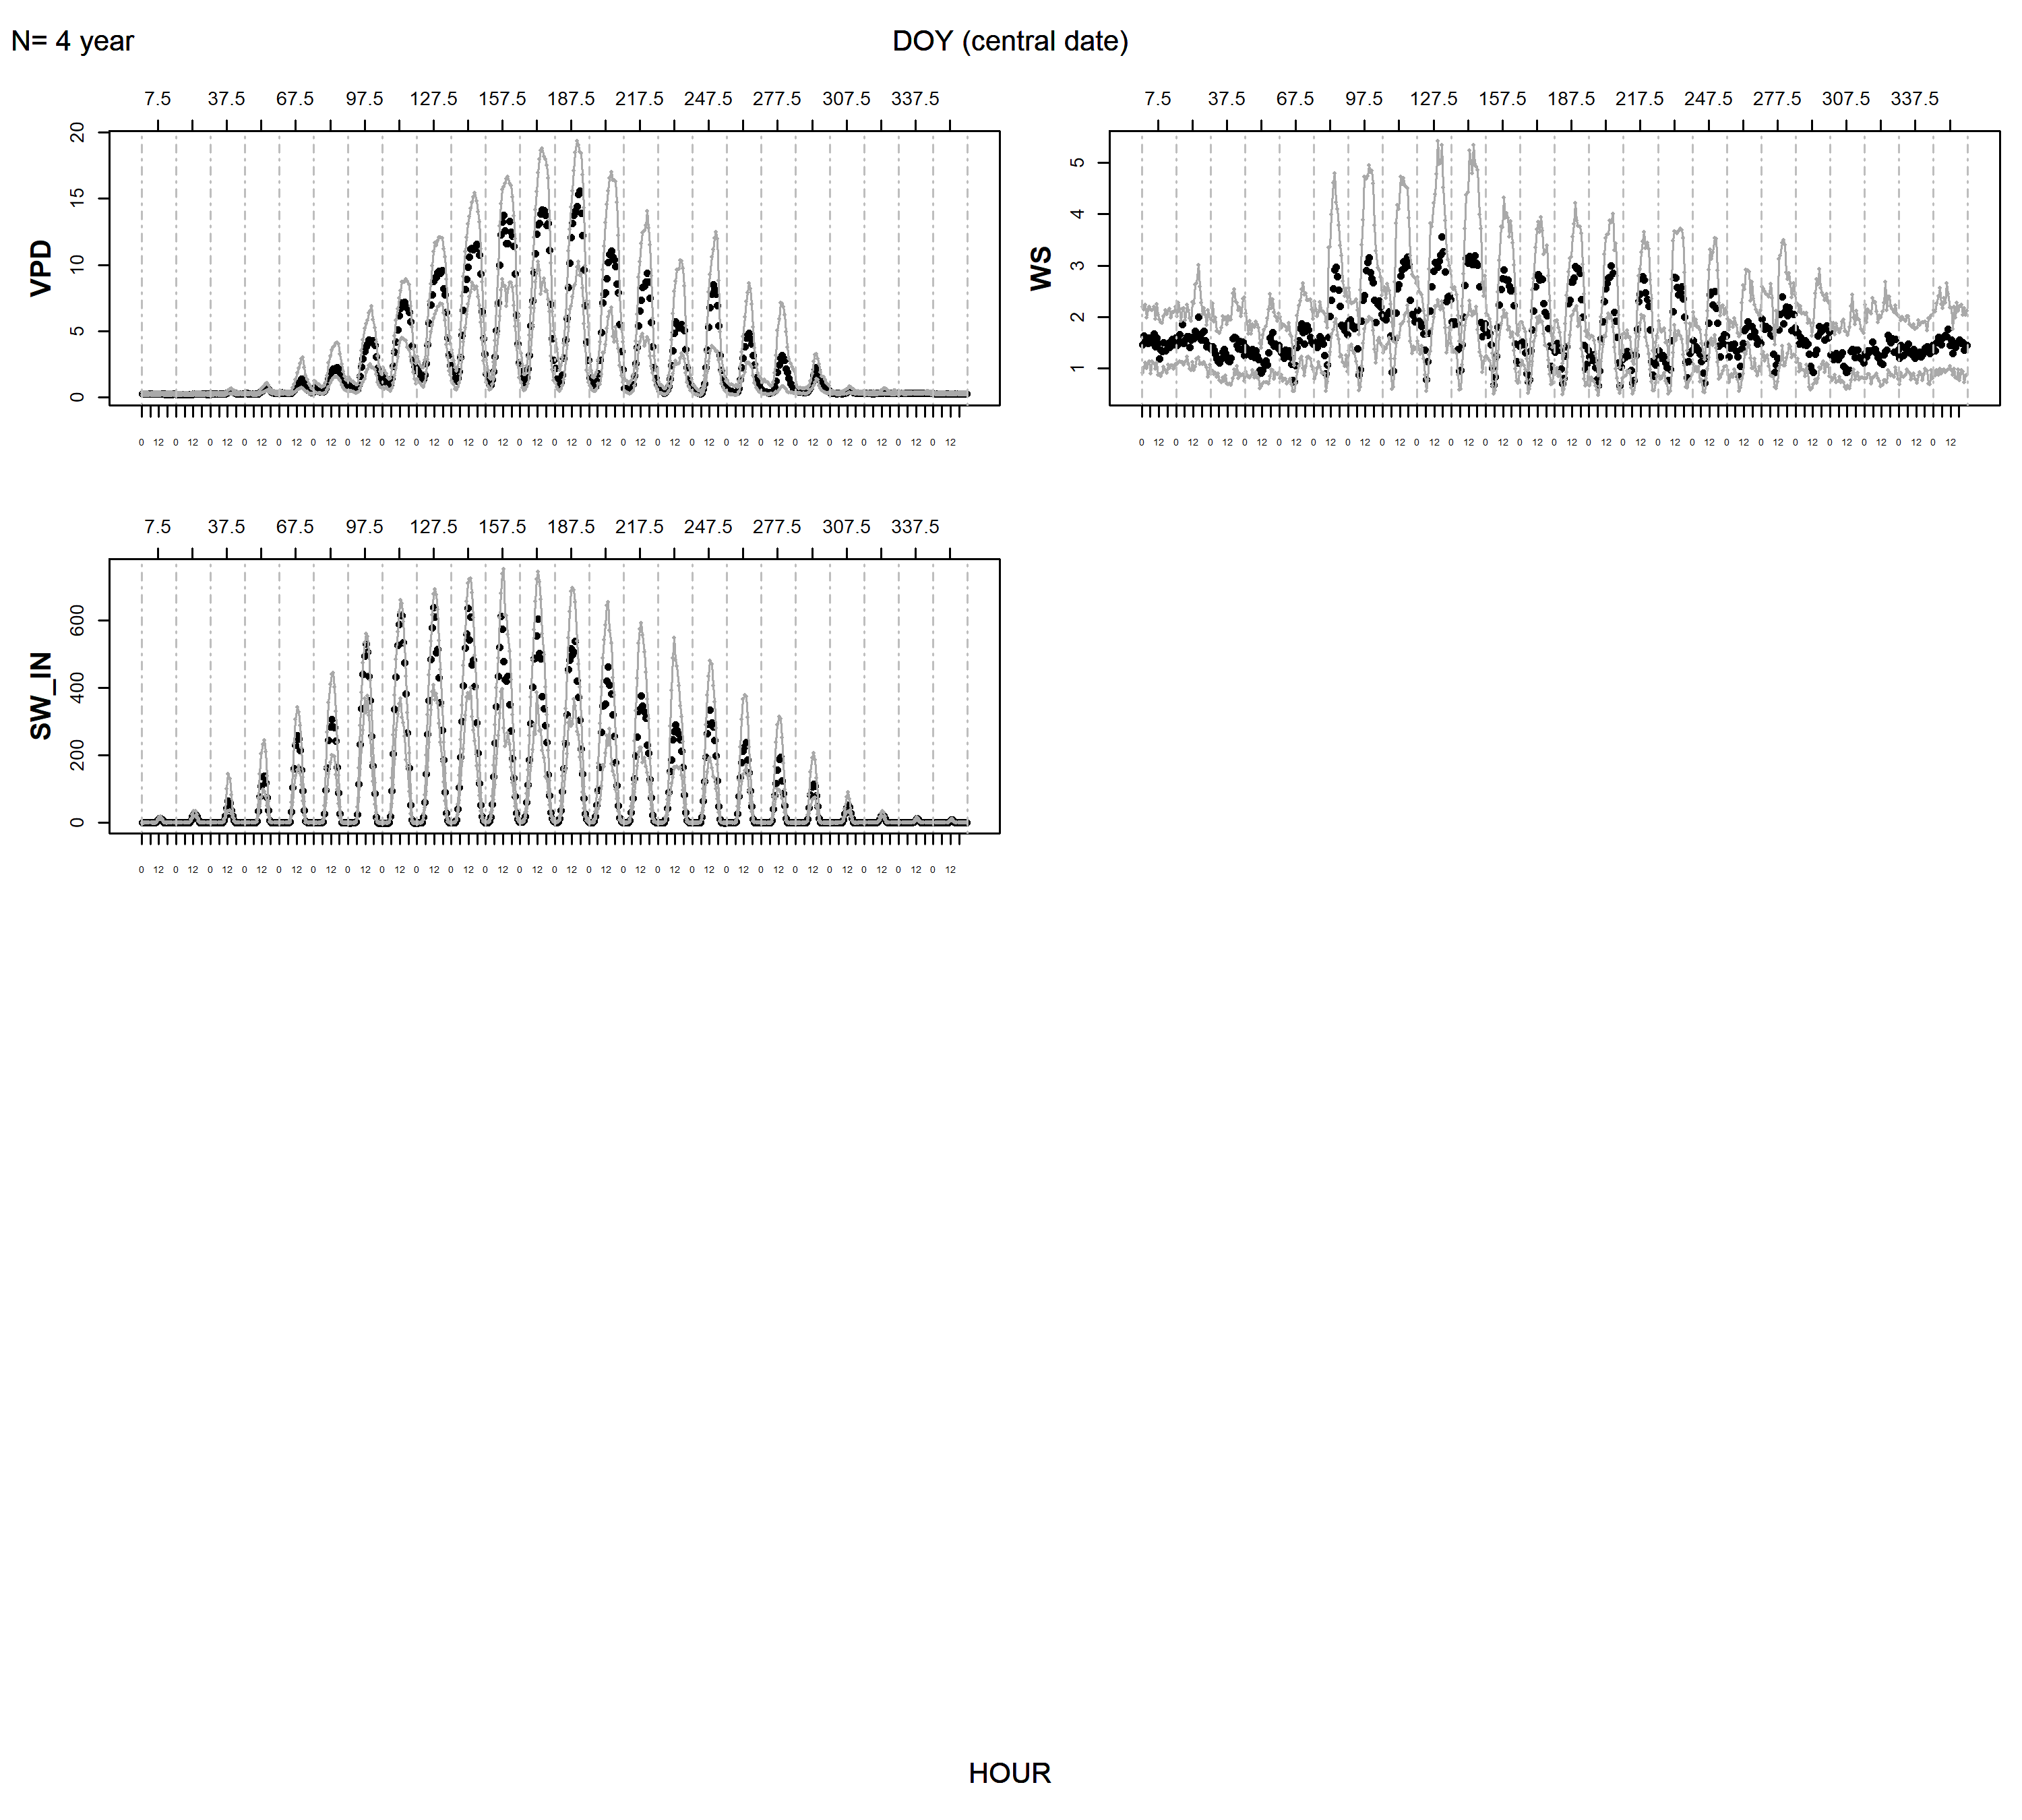 N= 4 year
DOY (central date)
7.5 37.5 67.5 97.5 127.5 157.5 187.5 217.5 247.5 277.5 307.5 337.5
VPD
20
15
10
5
0
0 12 0 12 0 12 0 12 0 12 0 12 0 12 0 12 0 12 0 12 0 12 0 12 0 12 0 12 0 12 0 12 0 12 0 12 0 12 0 12 0 12 0 12 0 12 0 12
7.5 37.5 67.5 97.5 127.5 157.5 187.5 217.5 247.5 277.5 307.5 337.5
WS
5
4
3
2
1
0 12 0 12 0 12 0 12 0 12 0 12 0 12 0 12 0 12 0 12 0 12 0 12 0 12 0 12 0 12 0 12 0 12 0 12 0 12 0 12 0 12 0 12 0 12 0 12
7.5 37.5 67.5 97.5 127.5 157.5 187.5 217.5 247.5 277.5 307.5 337.5
SW_IN
600
400
200
0
0 12 0 12 0 12 0 12 0 12 0 12 0 12 0 12 0 12 0 12 0 12 0 12 0 12 0 12 0 12 0 12 0 12 0 12 0 12 0 12 0 12 0 12 0 12 0 12
HOUR